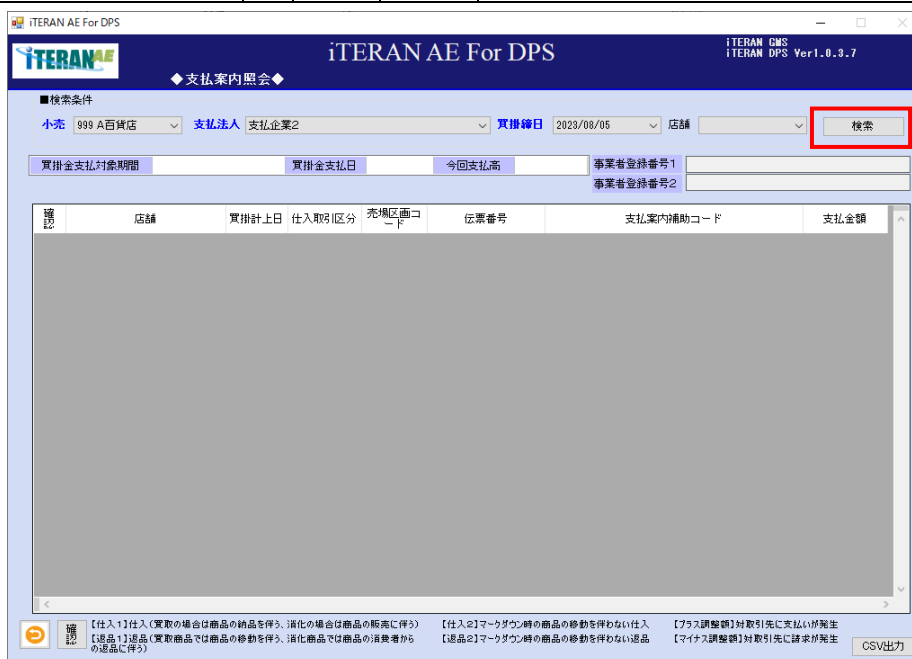 iTERAN AE For DPS
iTERAN AE
iTERAN AE For DPS
iTERAN GMS
iTERAN DPS Ver1.0.3.7
◆支払案内照会◆
■検索条件
小売 999 A百貨店 支払法人 支払企業2 買掛締日 2023/08/05 店舗 検索
買掛金支払対象期間 買掛金支払日 今回支払高 事業者登録番号1
事業者登録番号2
確認 店舗 買掛計上日 仕入取引区分 売場区画コード 伝票番号 支払案内補助コード 支払金額
【仕入1】仕入(買取の場合は商品の納品を伴う、消化の場合は商品の販売に伴う) 【仕入2】マークダウン時の商品の移動を伴わない仕入 【プラス調整額】対取引先に支払いが発生
確認 【返品1】返品(買取商品では商品の移動を伴う、消化商品では商品の消費者から 【返品2】マークダウン時の商品の移動を伴わない返品 【マイナス調整額】対取引先に請求が発生
の返品に伴う)
CSV出力